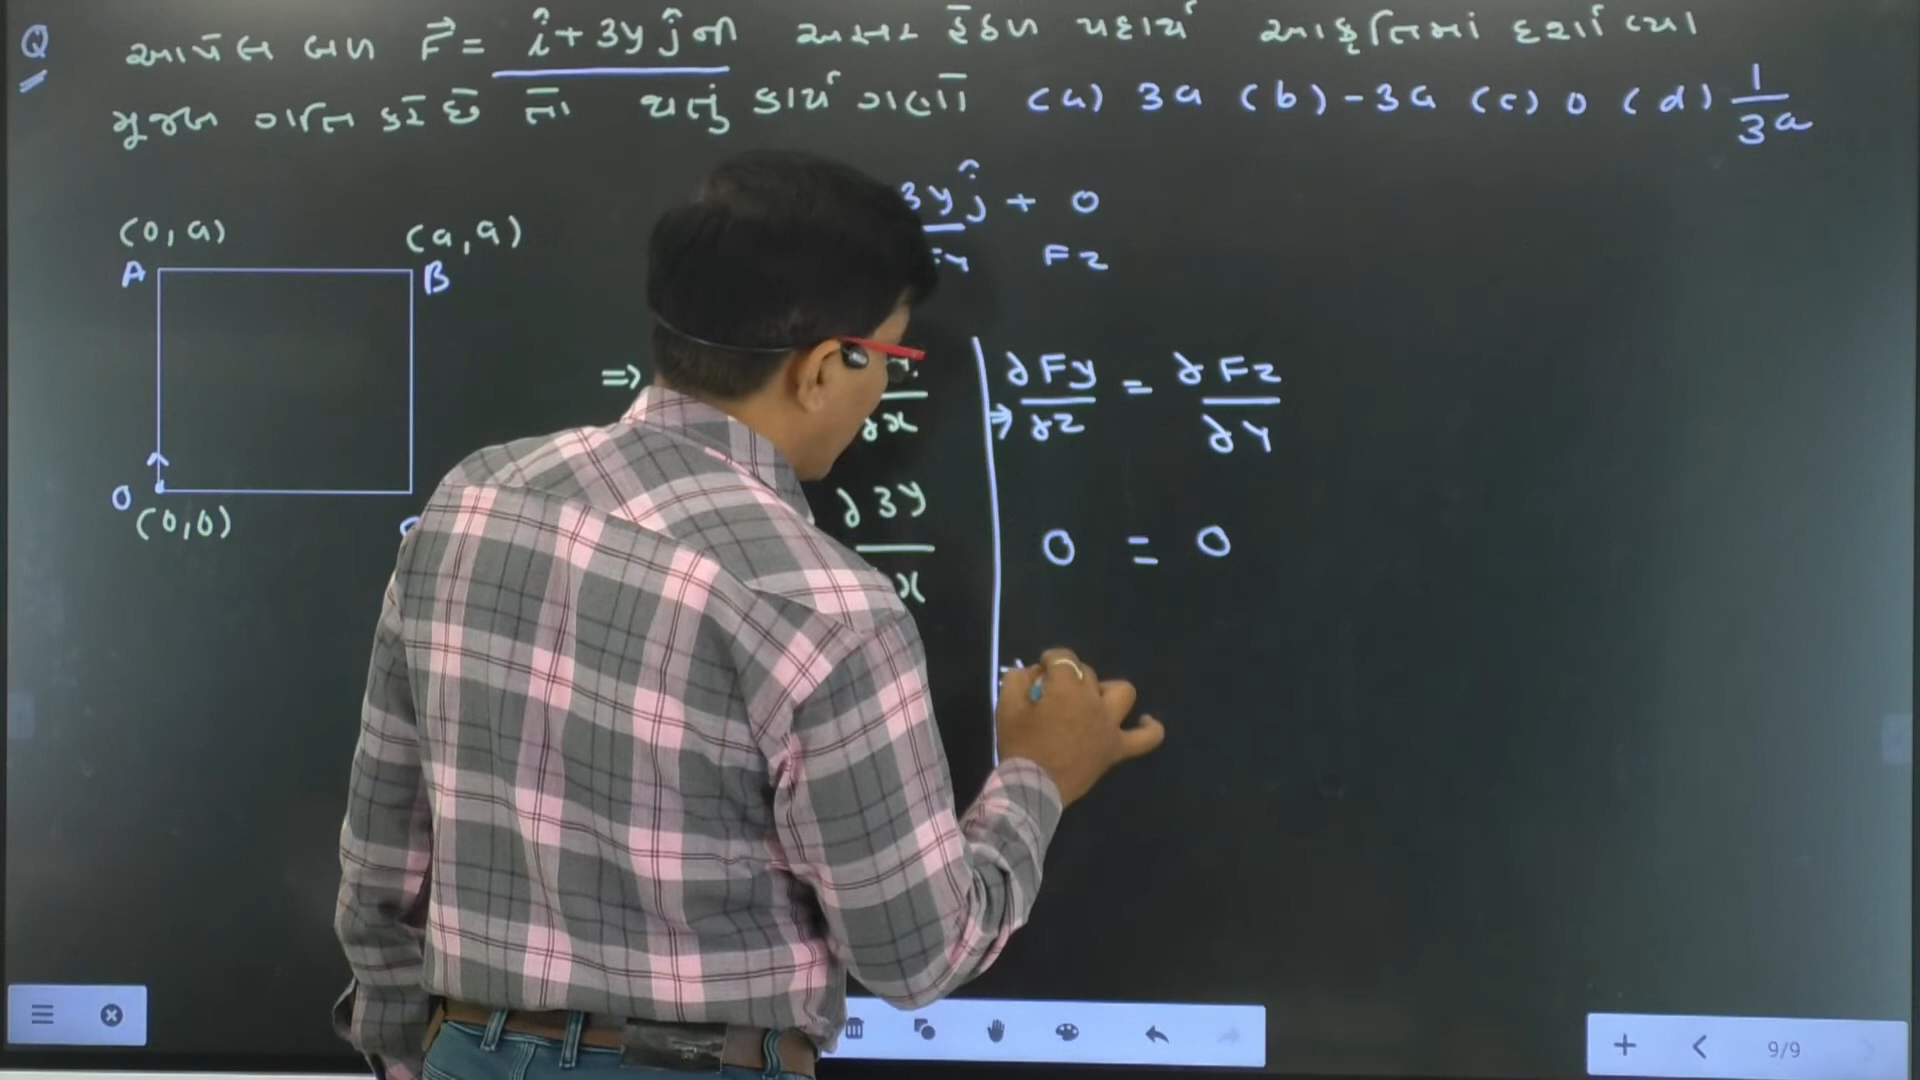 Q આપેલ બળ F⃗ = î + 3y ĵ ની અસર હેઠળ પદાર્થ આકૃતિમાં દર્શાવ્યા
મુજબ ગતિ કરે છે તો થતું કાર્ય ગણો (a) 3a (b) -3a (c) 0 (d) 1/3a
3y ĵ + 0
(0,a) (a,a)
Fy Fz
A B
⇒ ∂x ⇒ ∂Fy/∂z = ∂Fz/∂y
O
(0,0)
∂3y/∂x 0 = 0
9/9